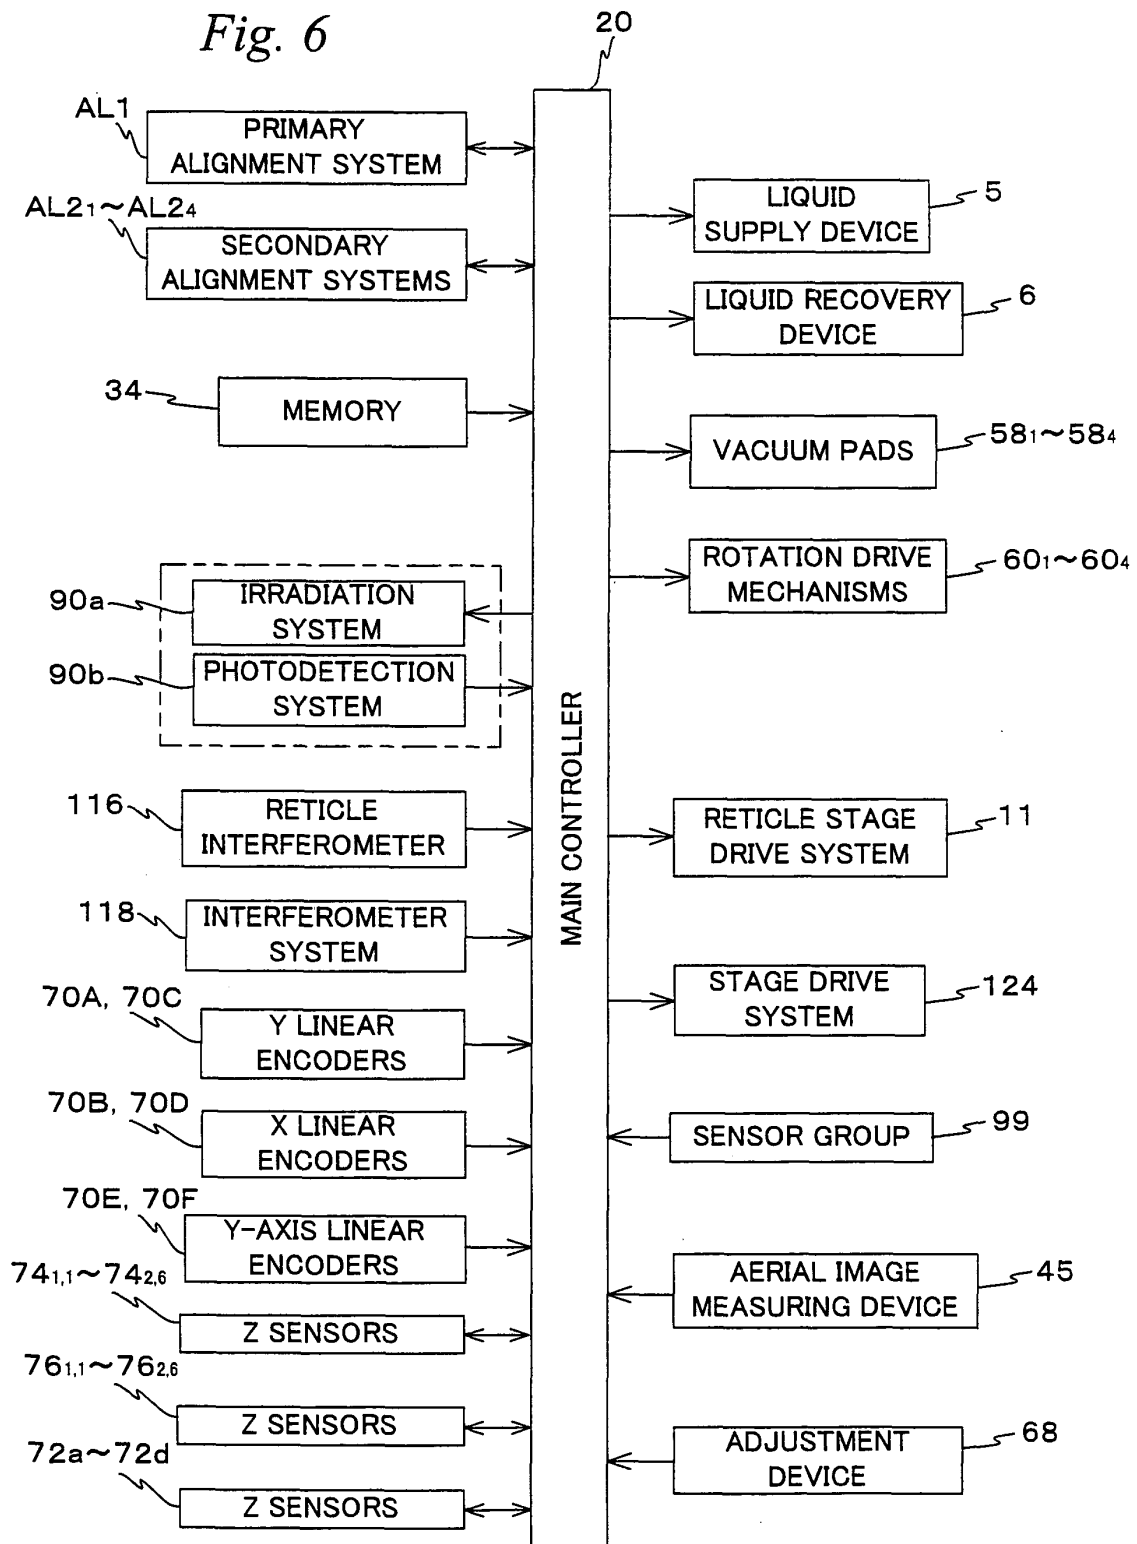 Fig. 6
20
AL1
PRIMARY
ALIGNMENT SYSTEM
AL2₁~AL2₄
SECONDARY
ALIGNMENT SYSTEMS
34
MEMORY
90a
IRRADIATION
SYSTEM
90b
PHOTODETECTION
SYSTEM
116
RETICLE
INTERFEROMETER
118
INTERFEROMETER
SYSTEM
70A, 70C
Y LINEAR
ENCODERS
70B, 70D
X LINEAR
ENCODERS
70E, 70F
Y-AXIS LINEAR
ENCODERS
74₁,₁~74₂,₆
Z SENSORS
76₁,₁~76₂,₆
Z SENSORS
72a~72d
Z SENSORS
MAIN CONTROLLER
LIQUID
SUPPLY DEVICE
5
LIQUID RECOVERY
DEVICE
6
VACUUM PADS
58₁~58₄
ROTATION DRIVE
MECHANISMS
60₁~60₄
RETICLE STAGE
DRIVE SYSTEM
11
STAGE DRIVE
SYSTEM
124
SENSOR GROUP
99
AERIAL IMAGE
MEASURING DEVICE
45
ADJUSTMENT
DEVICE
68